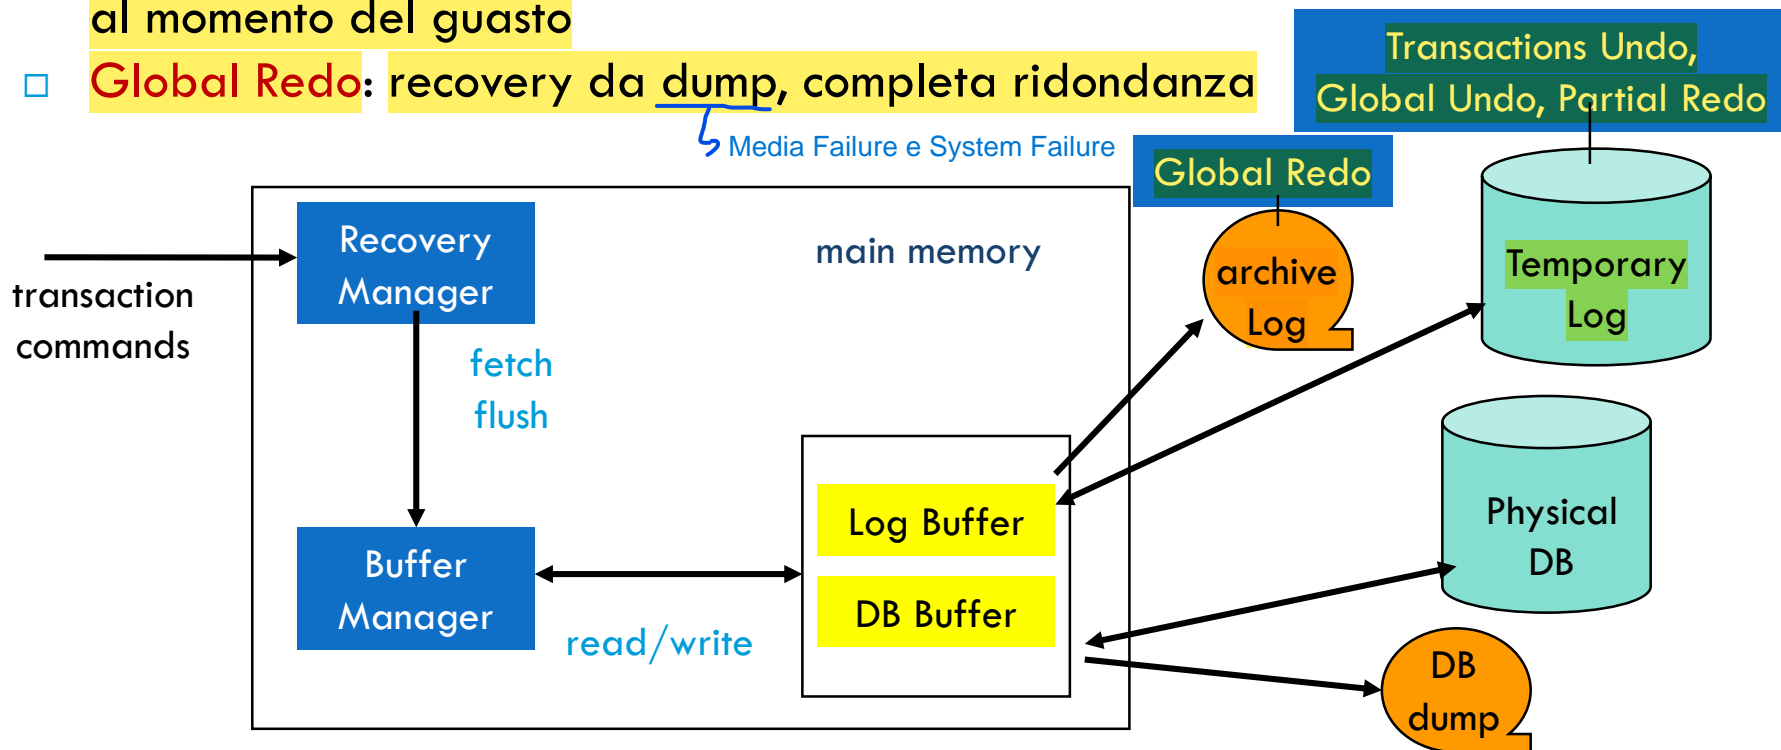 al momento del guasto
Global Redo: recovery da dump, completa ridondanza
Media Failure e System Failure
Transactions Undo,
Global Undo, Partial Redo
Global Redo
transaction
commands
Recovery
Manager
main memory
fetch
flush
Buffer
Manager
read/write
Log Buffer
DB Buffer
archive
Log
Temporary
Log
Physical
DB
DB
dump